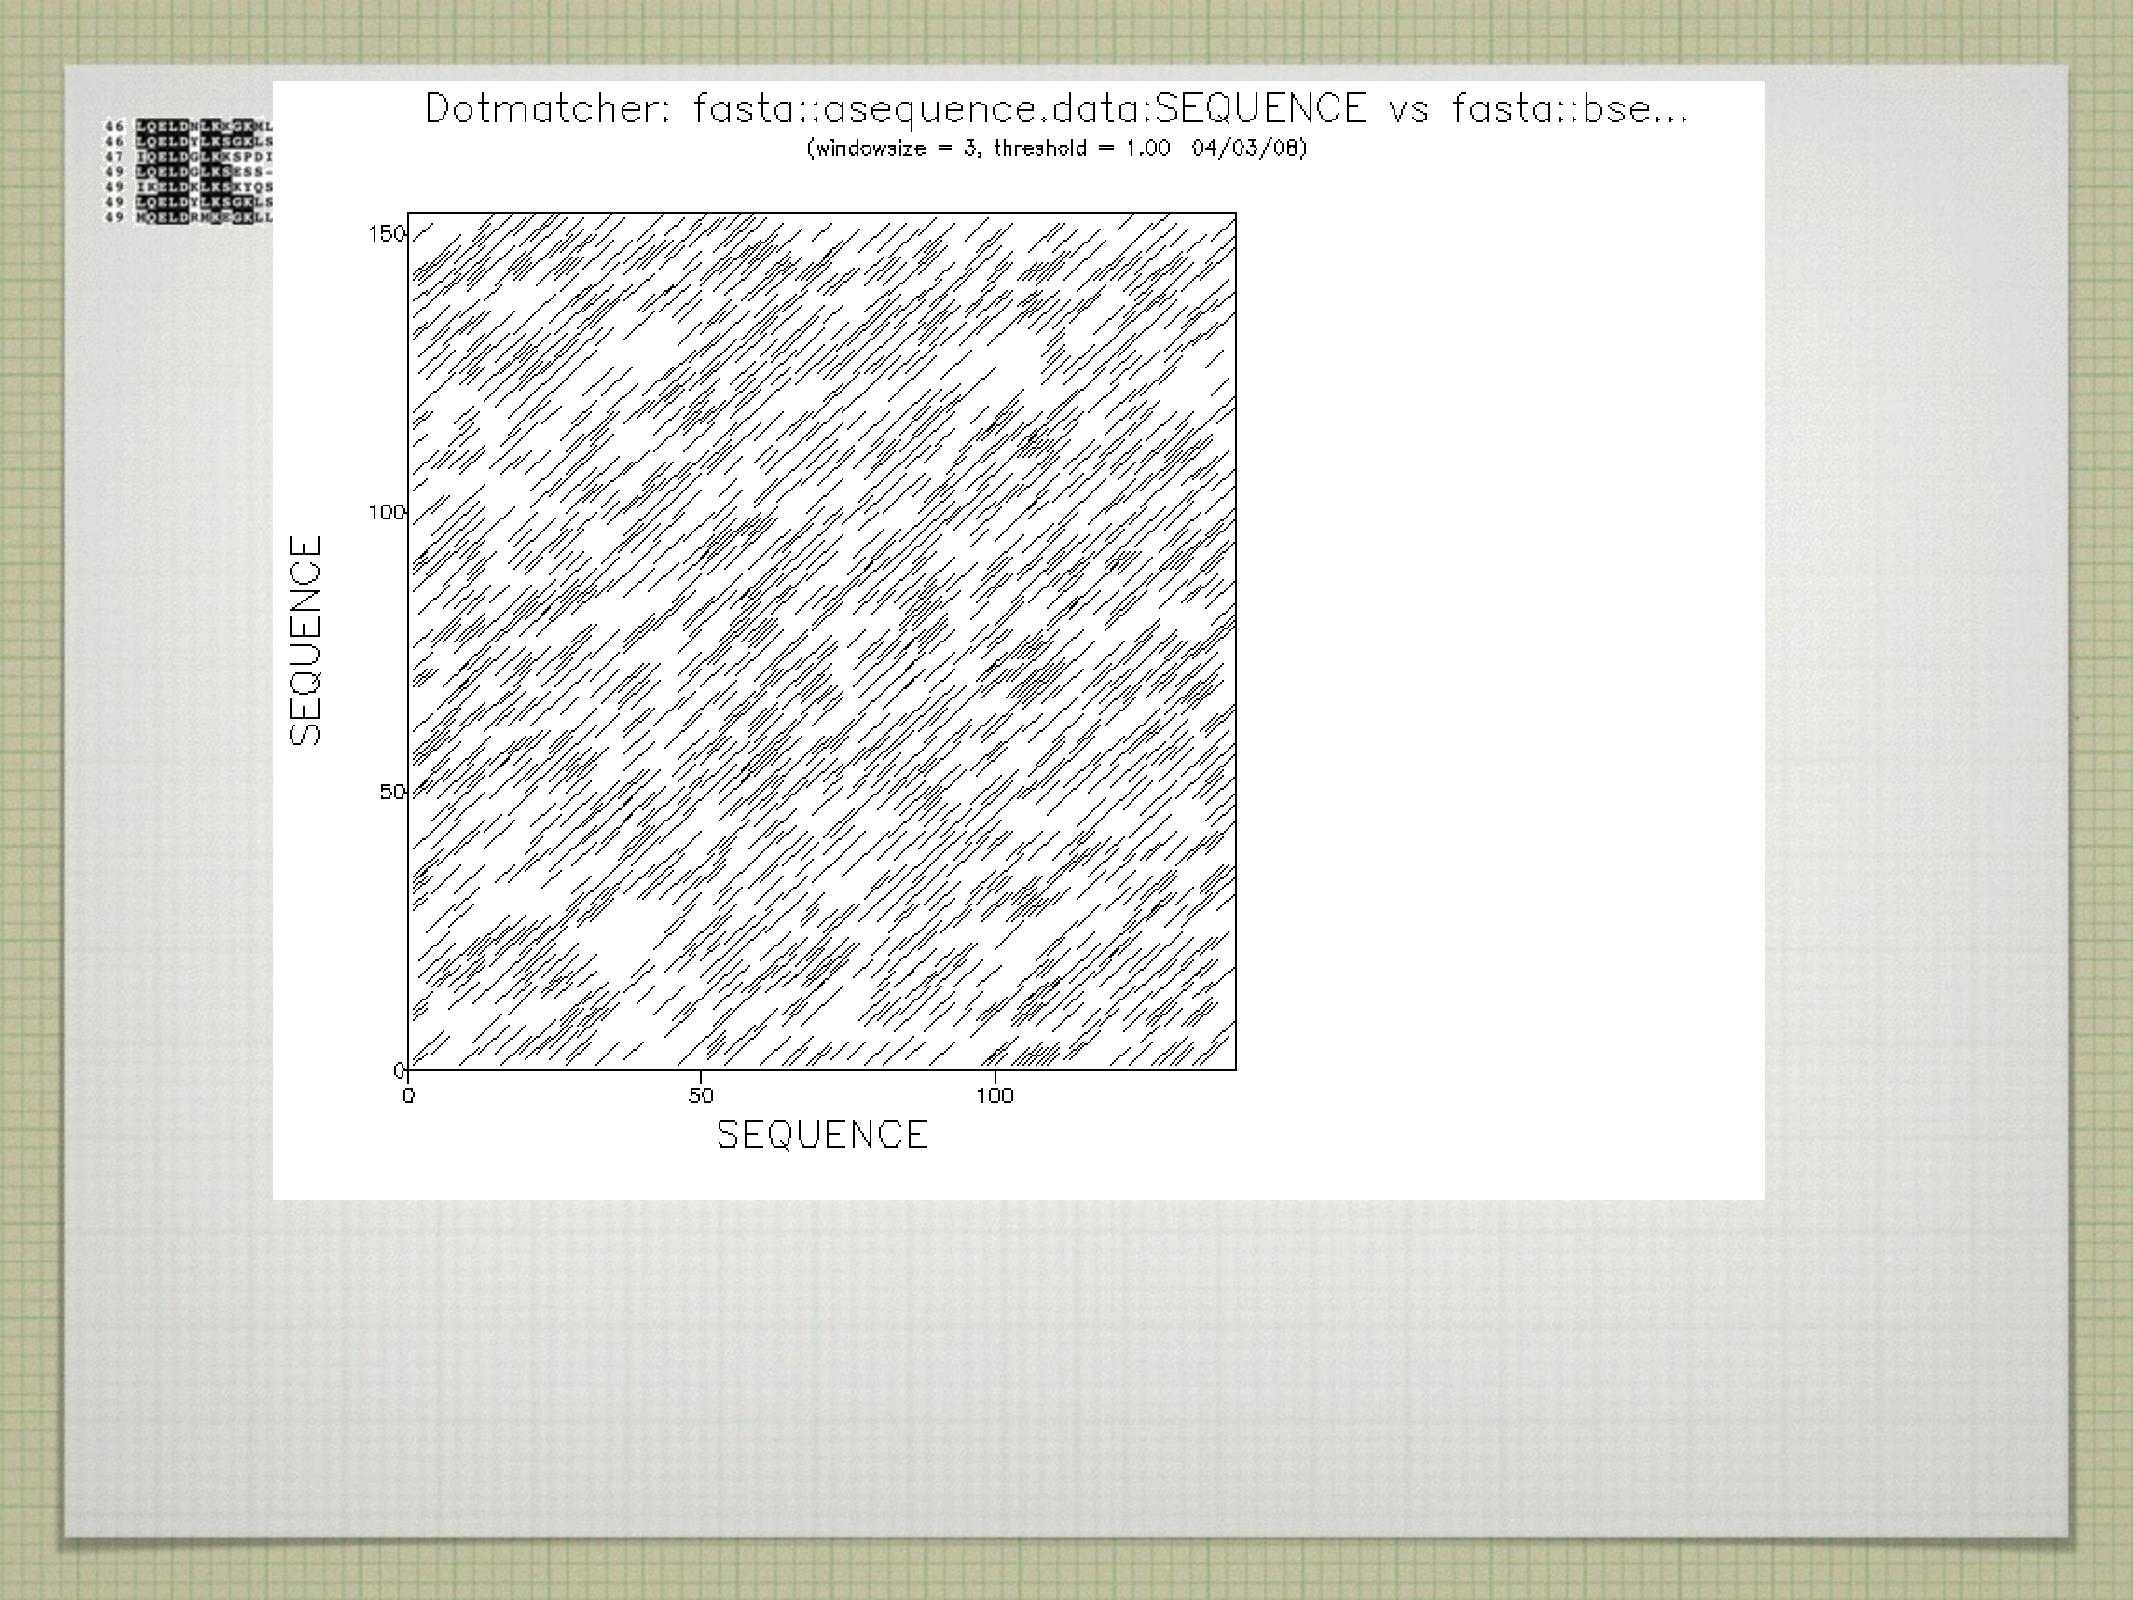 Dotmatcher: fasta::asequence.data:SEQUENCE vs fasta::bse...
(windowsize = 3, threshold = 1.00 04/03/08)
46 LQELDNLKKGKML
46 LQELDYLKSGKLS
47 IQELDGLKKSPDI
49 LQELDGLKSESS-
49 IKELDKLKSKYQS
49 LQELDYLKSGKLS
49 MQELDRMKEGKLL
150
100
50
0
SEQUENCE
0 50 100
SEQUENCE